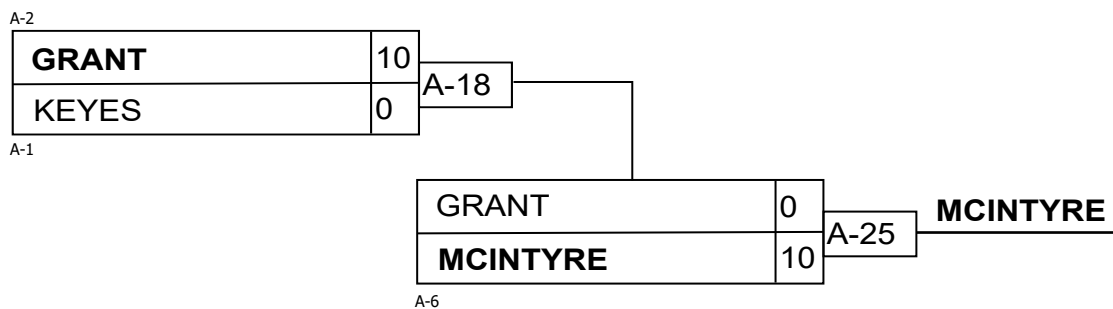 A-2
GRANT 10
A-18
KEYES 0
A-1
GRANT 0
MCINTYRE
A-25
MCINTYRE 10
A-6